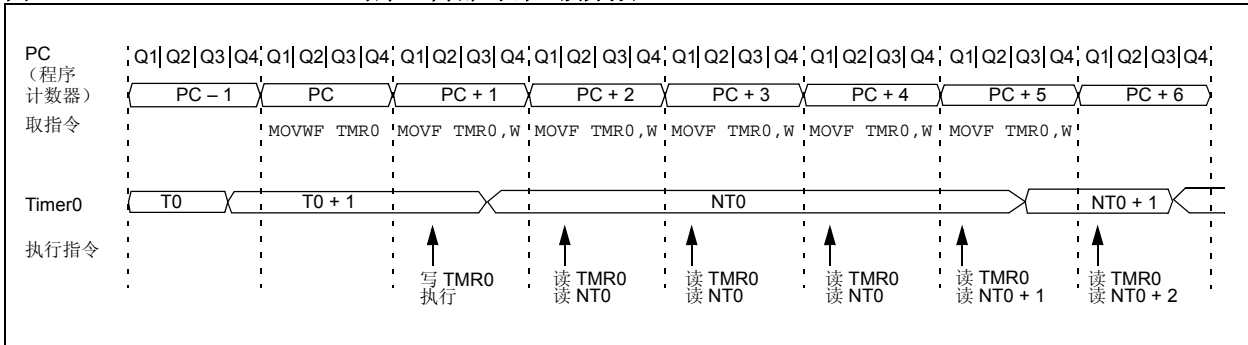 PC
（程序
计数器）
Q1| Q2| Q3| Q4 Q1| Q2| Q3| Q4 Q1| Q2| Q3| Q4 Q1| Q2| Q3| Q4 Q1| Q2| Q3| Q4 Q1| Q2| Q3| Q4 Q1| Q2| Q3| Q4 Q1| Q2| Q3| Q4
PC – 1 PC PC + 1 PC + 2 PC + 3 PC + 4 PC + 5 PC + 6
取指令
MOVWF TMR0 MOVF TMR0,W MOVF TMR0,W MOVF TMR0,W MOVF TMR0,W MOVF TMR0,W
Timer0
T0 T0 + 1 NT0 NT0 + 1
执行指令
写 TMR0
执行
读 TMR0
读 NT0
读 TMR0
读 NT0
读 TMR0
读 NT0
读 TMR0
读 NT0 + 1
读 TMR0
读 NT0 + 2